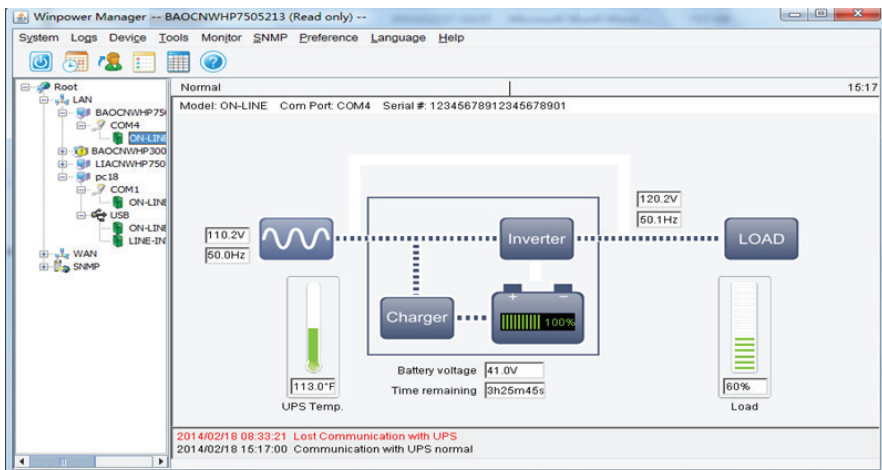 Winpower Manager -- BAOCNWHP7505213 (Read only) --
System Logs Device Tools Monitor SNMP Preference Language Help
Root
LAN
BAOCNWHP75
COM4
ON-LINE
BAOCNWHP300
LIACNWHP750
pc18
COM1
ON-LINE
USB
ON-LINE
LINE-IN
WAN
SNMP
Normal 15:17
Model: ON-LINE Com Port: COM4 Serial #: 12345678912345678901
110.2V
50.0Hz
Inverter
120.2V
60.1Hz
LOAD
Charger
+ −
100%
Battery voltage 41.0V
Time remaining 3h25m45s
113.0°F
UPS Temp.
60%
Load
2014/02/18 08:33:21 Lost Communication with UPS
2014/02/18 15:17:00 Communication with UPS normal